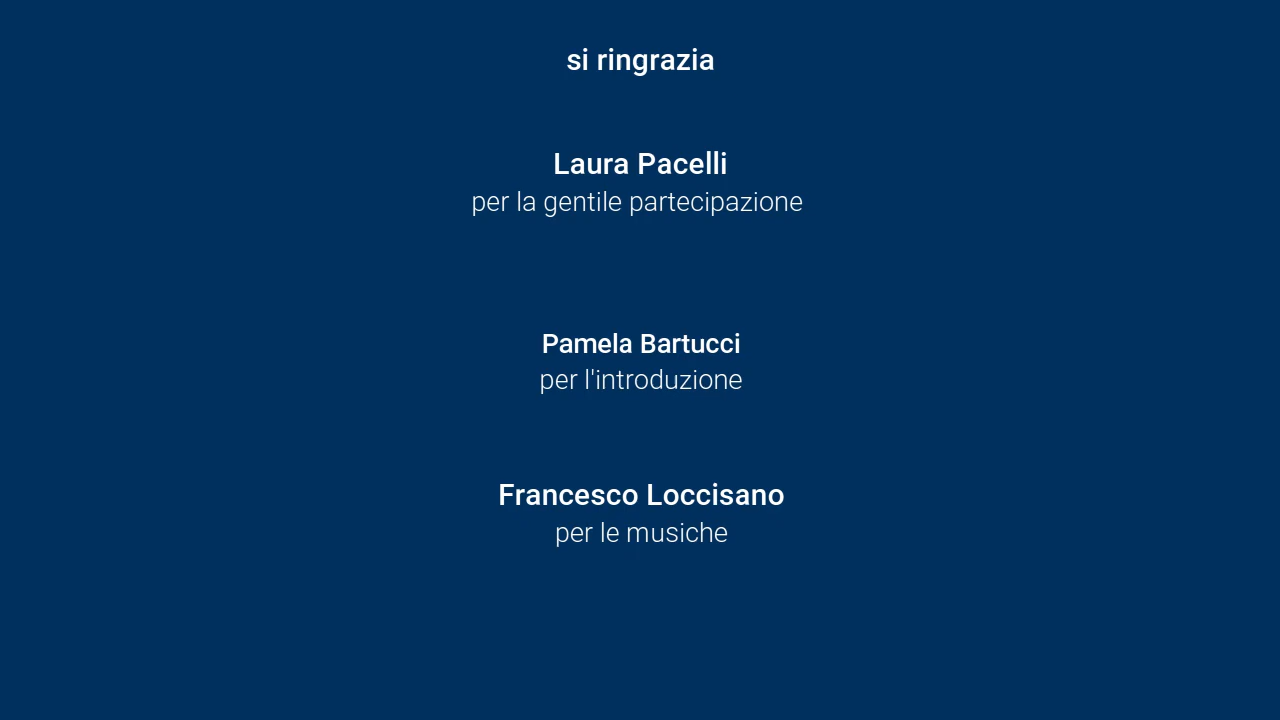 si ringrazia
Laura Pacelli
per la gentile partecipazione
Pamela Bartucci
per l'introduzione
Francesco Loccisano
per le musiche